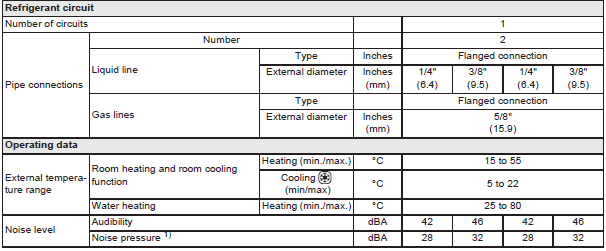 Refrigerant circuit
Number of circuits 1
Pipe connections Number 2
Liquid line Type Inches Flanged connection
External diameter Inches (mm) 1/4" (6.4) 3/8" (9.5) 1/4" (6.4) 3/8" (9.5)
Gas lines Type Flanged connection
External diameter Inches (mm) 5/8" (15.9)
Operating data
External tempera-ture range Room heating and room cooling function Heating (min./max.) °C 15 to 55
Cooling (min/max) °C 5 to 22
Water heating Heating (min./max.) °C 25 to 80
Noise level Audibility dBA 42 46 42 46
Noise pressure 1) dBA 28 32 28 32